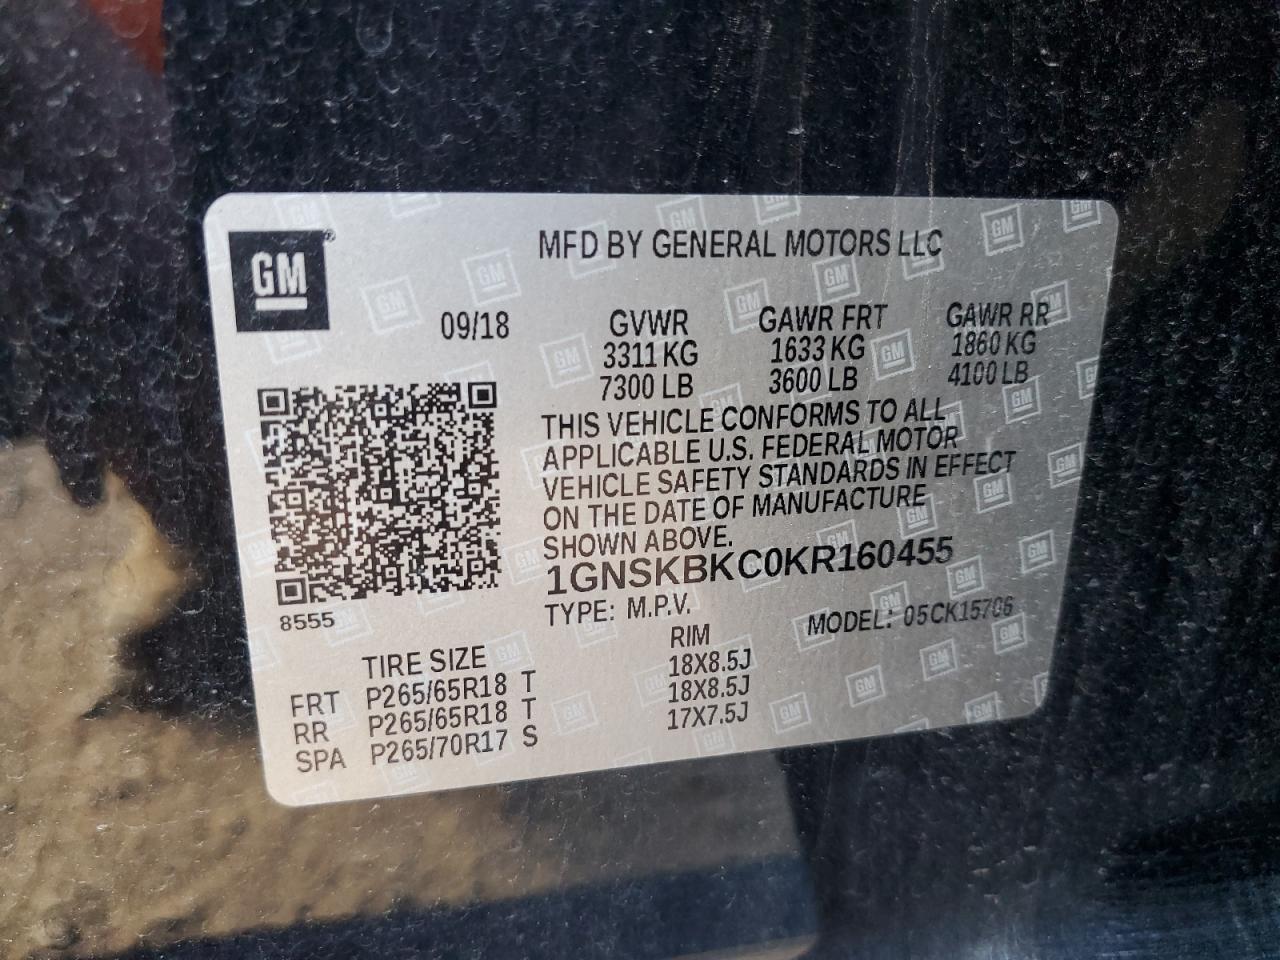 GM®
MFD BY GENERAL MOTORS LLC
09/18 GVWR GAWR FRT GAWR RR
3311 KG 1633 KG 1860 KG
7300 LB 3600 LB 4100 LB
THIS VEHICLE CONFORMS TO ALL
APPLICABLE U.S. FEDERAL MOTOR
VEHICLE SAFETY STANDARDS IN EFFECT
ON THE DATE OF MANUFACTURE
SHOWN ABOVE.
1GNSKBKC0KR160455
8555
TYPE: M.P.V. MODEL: 05CK15706
TIRE SIZE RIM
FRT P265/65R18 T 18X8.5J
RR P265/65R18 T 18X8.5J
SPA P265/70R17 S 17X7.5J